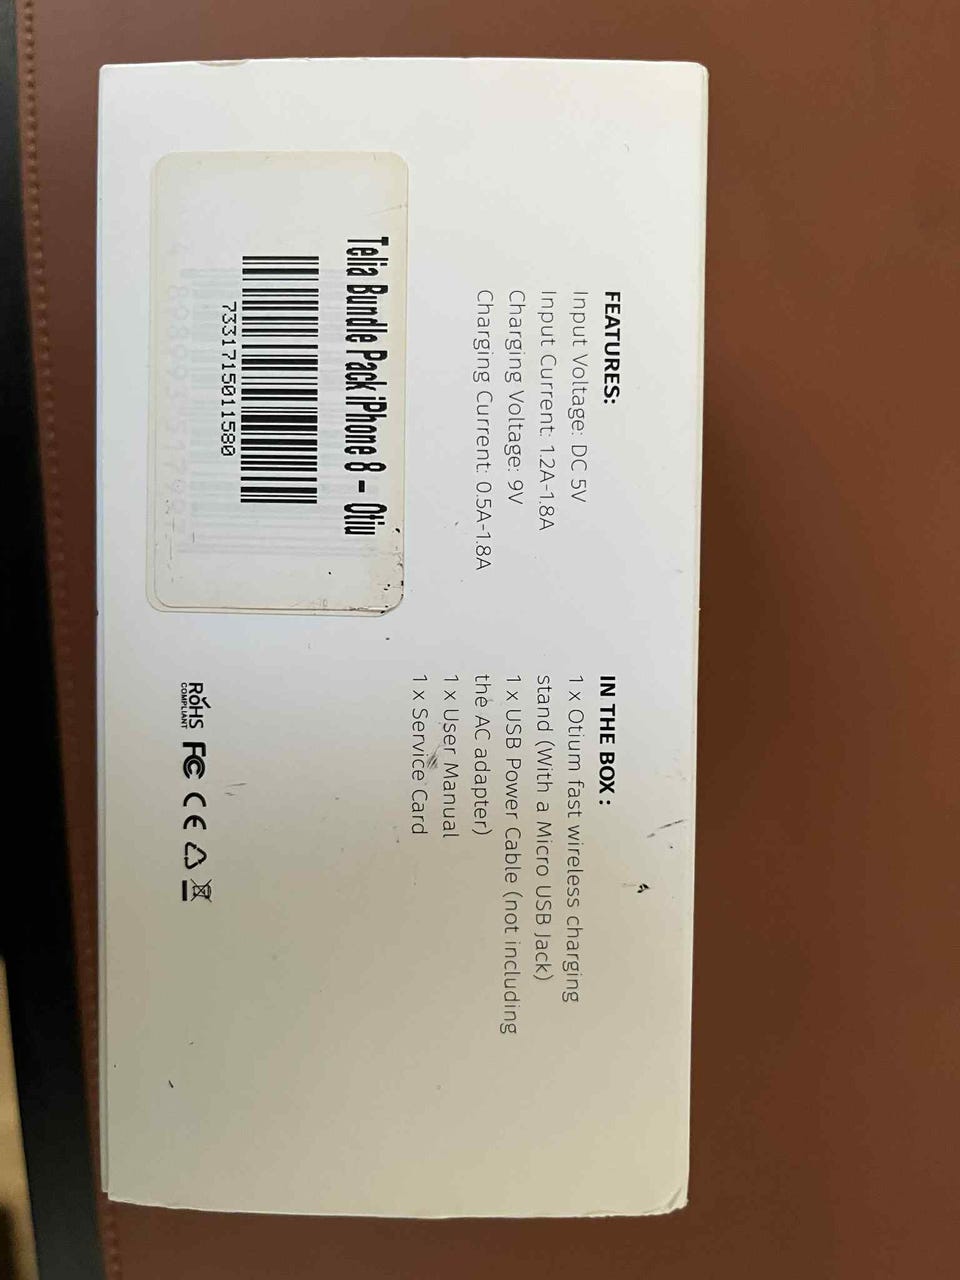 FEATURES:
Input Voltage: DC 5V
Input Current: 1.2A-1.8A
Charging Voltage: 9V
Charging Current: 0.5A-1.8A
IN THE BOX:
1 x Otium fast wireless charging
stand (With a Micro USB Jack)
1 x USB Power Cable (not including
the AC adapter)
1 x User Manual
1 x Service Card
Telia Bundle Pack iPhone 8 - Otiu
7331715011580
RoHS
COMPLIANT
FC CE